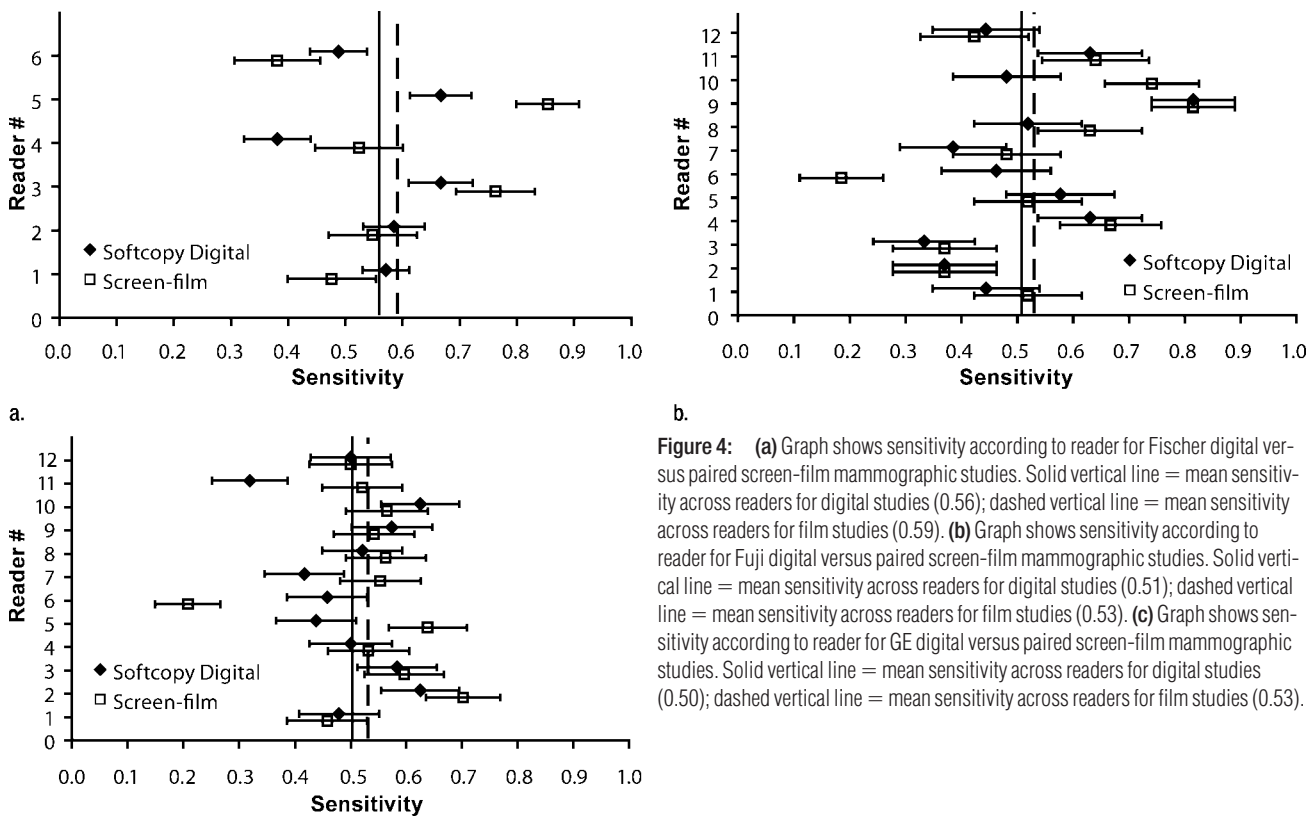 Reader #
6
5
4
3
2
1
0
◆ Softcopy Digital
□ Screen-film
0.0 0.1 0.2 0.3 0.4 0.5 0.6 0.7 0.8 0.9 1.0
Sensitivity
a.
Reader #
12
11
10
9
8
7
6
5
4
3
2
1
0
◆ Softcopy Digital
□ Screen-film
0.0 0.1 0.2 0.3 0.4 0.5 0.6 0.7 0.8 0.9 1.0
Sensitivity
b.
Reader #
12
11
10
9
8
7
6
5
4
3
2
1
0
◆ Softcopy Digital
□ Screen-film
0.0 0.1 0.2 0.3 0.4 0.5 0.6 0.7 0.8 0.9 1.0
Sensitivity
Figure 4: (a) Graph shows sensitivity according to reader for Fischer digital ver-
sus paired screen-film mammographic studies. Solid vertical line = mean sensitiv-
ity across readers for digital studies (0.56); dashed vertical line = mean sensitivity
across readers for film studies (0.59). (b) Graph shows sensitivity according to
reader for Fuji digital versus paired screen-film mammographic studies. Solid verti-
cal line = mean sensitivity across readers for digital studies (0.51); dashed vertical
line = mean sensitivity across readers for film studies (0.53). (c) Graph shows sen-
sitivity according to reader for GE digital versus paired screen-film mammographic
studies. Solid vertical line = mean sensitivity across readers for digital studies
(0.50); dashed vertical line = mean sensitivity across readers for film studies (0.53).